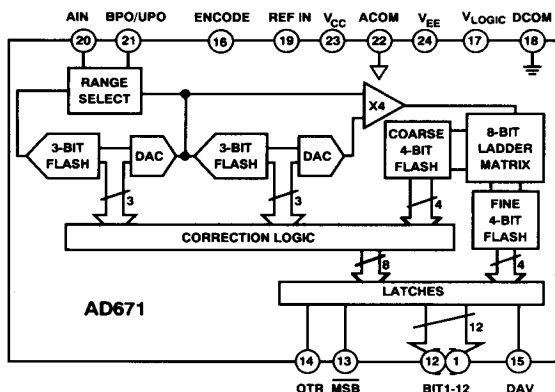 AIN BPO/UPO ENCODE REF IN VCC ACOM VEE VLOGIC DCOM
20 21 16 19 23 22 24 17 18
RANGE SELECT
X4
3-BIT FLASH
DAC
3-BIT FLASH
DAC
COARSE 4-BIT FLASH
8-BIT LADDER MATRIX
3
3
4
FINE 4-BIT FLASH
CORRECTION LOGIC
8
4
LATCHES
AD671
12
14 13 12 1 15
OTR MSB BIT1-12 DAV